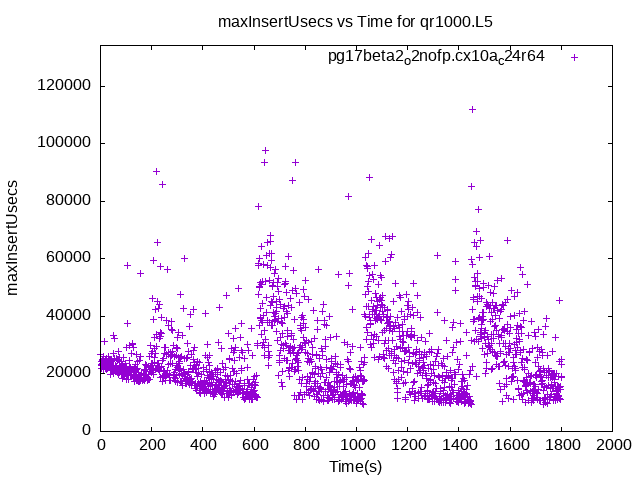 maxInsertUsecs vs Time for qr1000.L5
pg17beta2_o2nofp.cx10a_c24r64
120000
100000
80000
60000
40000
20000
0
maxInsertUsecs
0 200 400 600 800 1000 1200 1400 1600 1800 2000
Time(s)